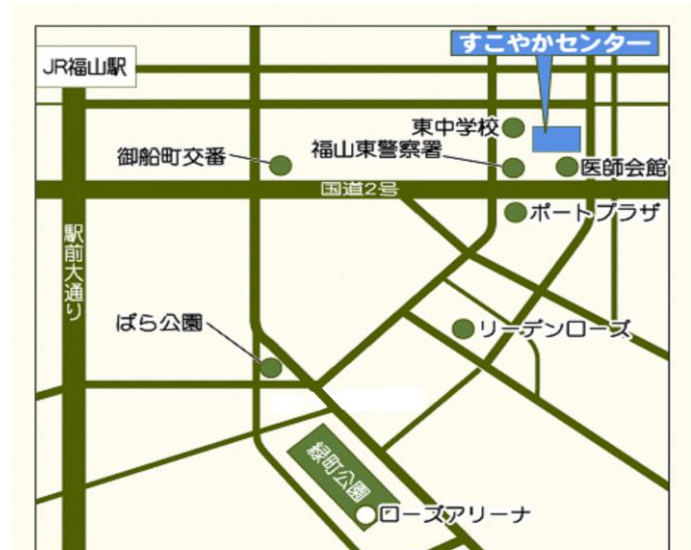 すこやかセンター
JR福山駅
東中学校
福山東警察署
御船町交番
医師会館
国道2号
ポートプラザ
駅前大通り
ばら公園
リーデンローズ
緑町公園
ローズアリーナ